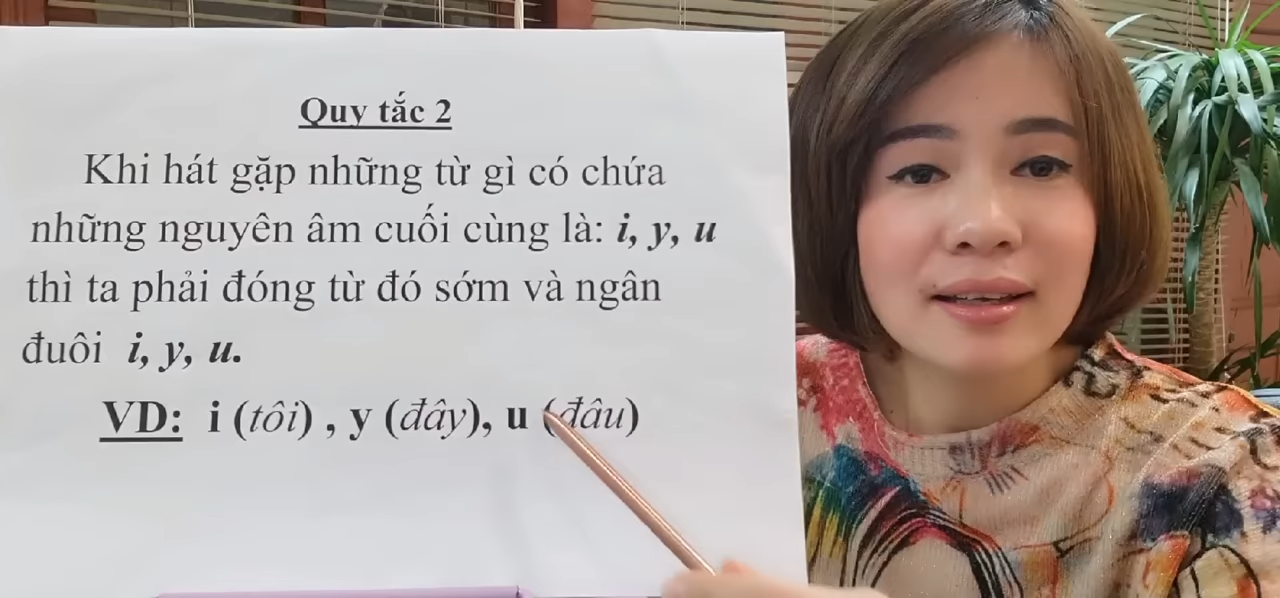 Quy tắc 2
Khi hát gặp những từ gì có chứa
những nguyên âm cuối cùng là: i, y, u
thì ta phải đóng từ đó sớm và ngân
đuôi i, y, u.
VD: i (tôi) , y (đây), u (đâu)